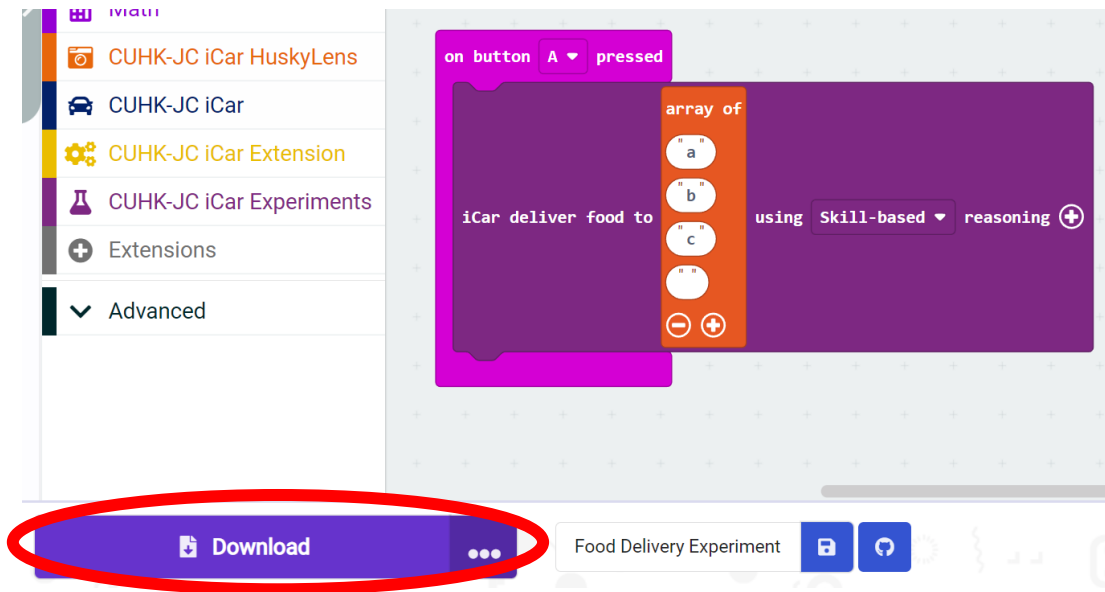 Math
CUHK-JC iCar HuskyLens
CUHK-JC iCar
CUHK-JC iCar Extension
CUHK-JC iCar Experiments
Extensions
Advanced
on button A pressed
array of
" a "
" b "
iCar deliver food to using Skill-based reasoning
" c "
" "
Download
Food Delivery Experiment